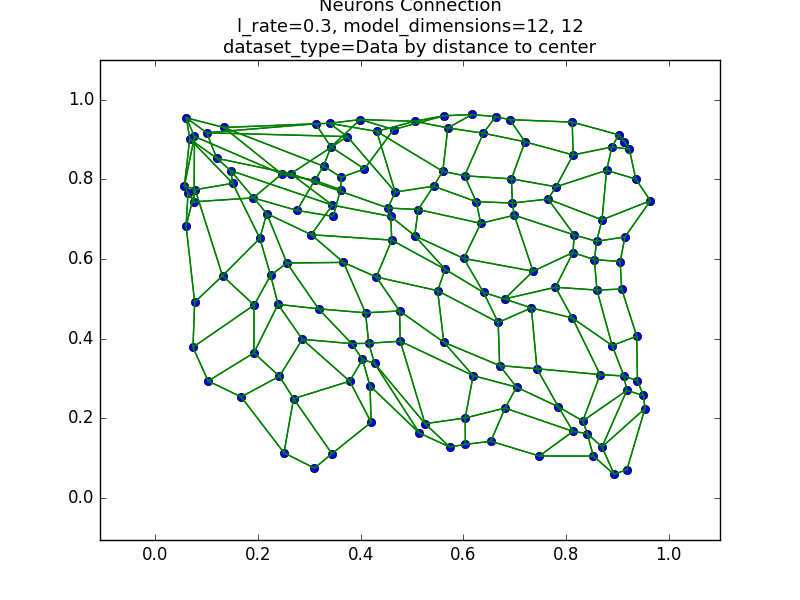 Neurons Connection
l_rate=0.3, model_dimensions=12, 12
dataset_type=Data by distance to center
1.0
0.8
0.6
0.4
0.2
0.0
0.0 0.2 0.4 0.6 0.8 1.0